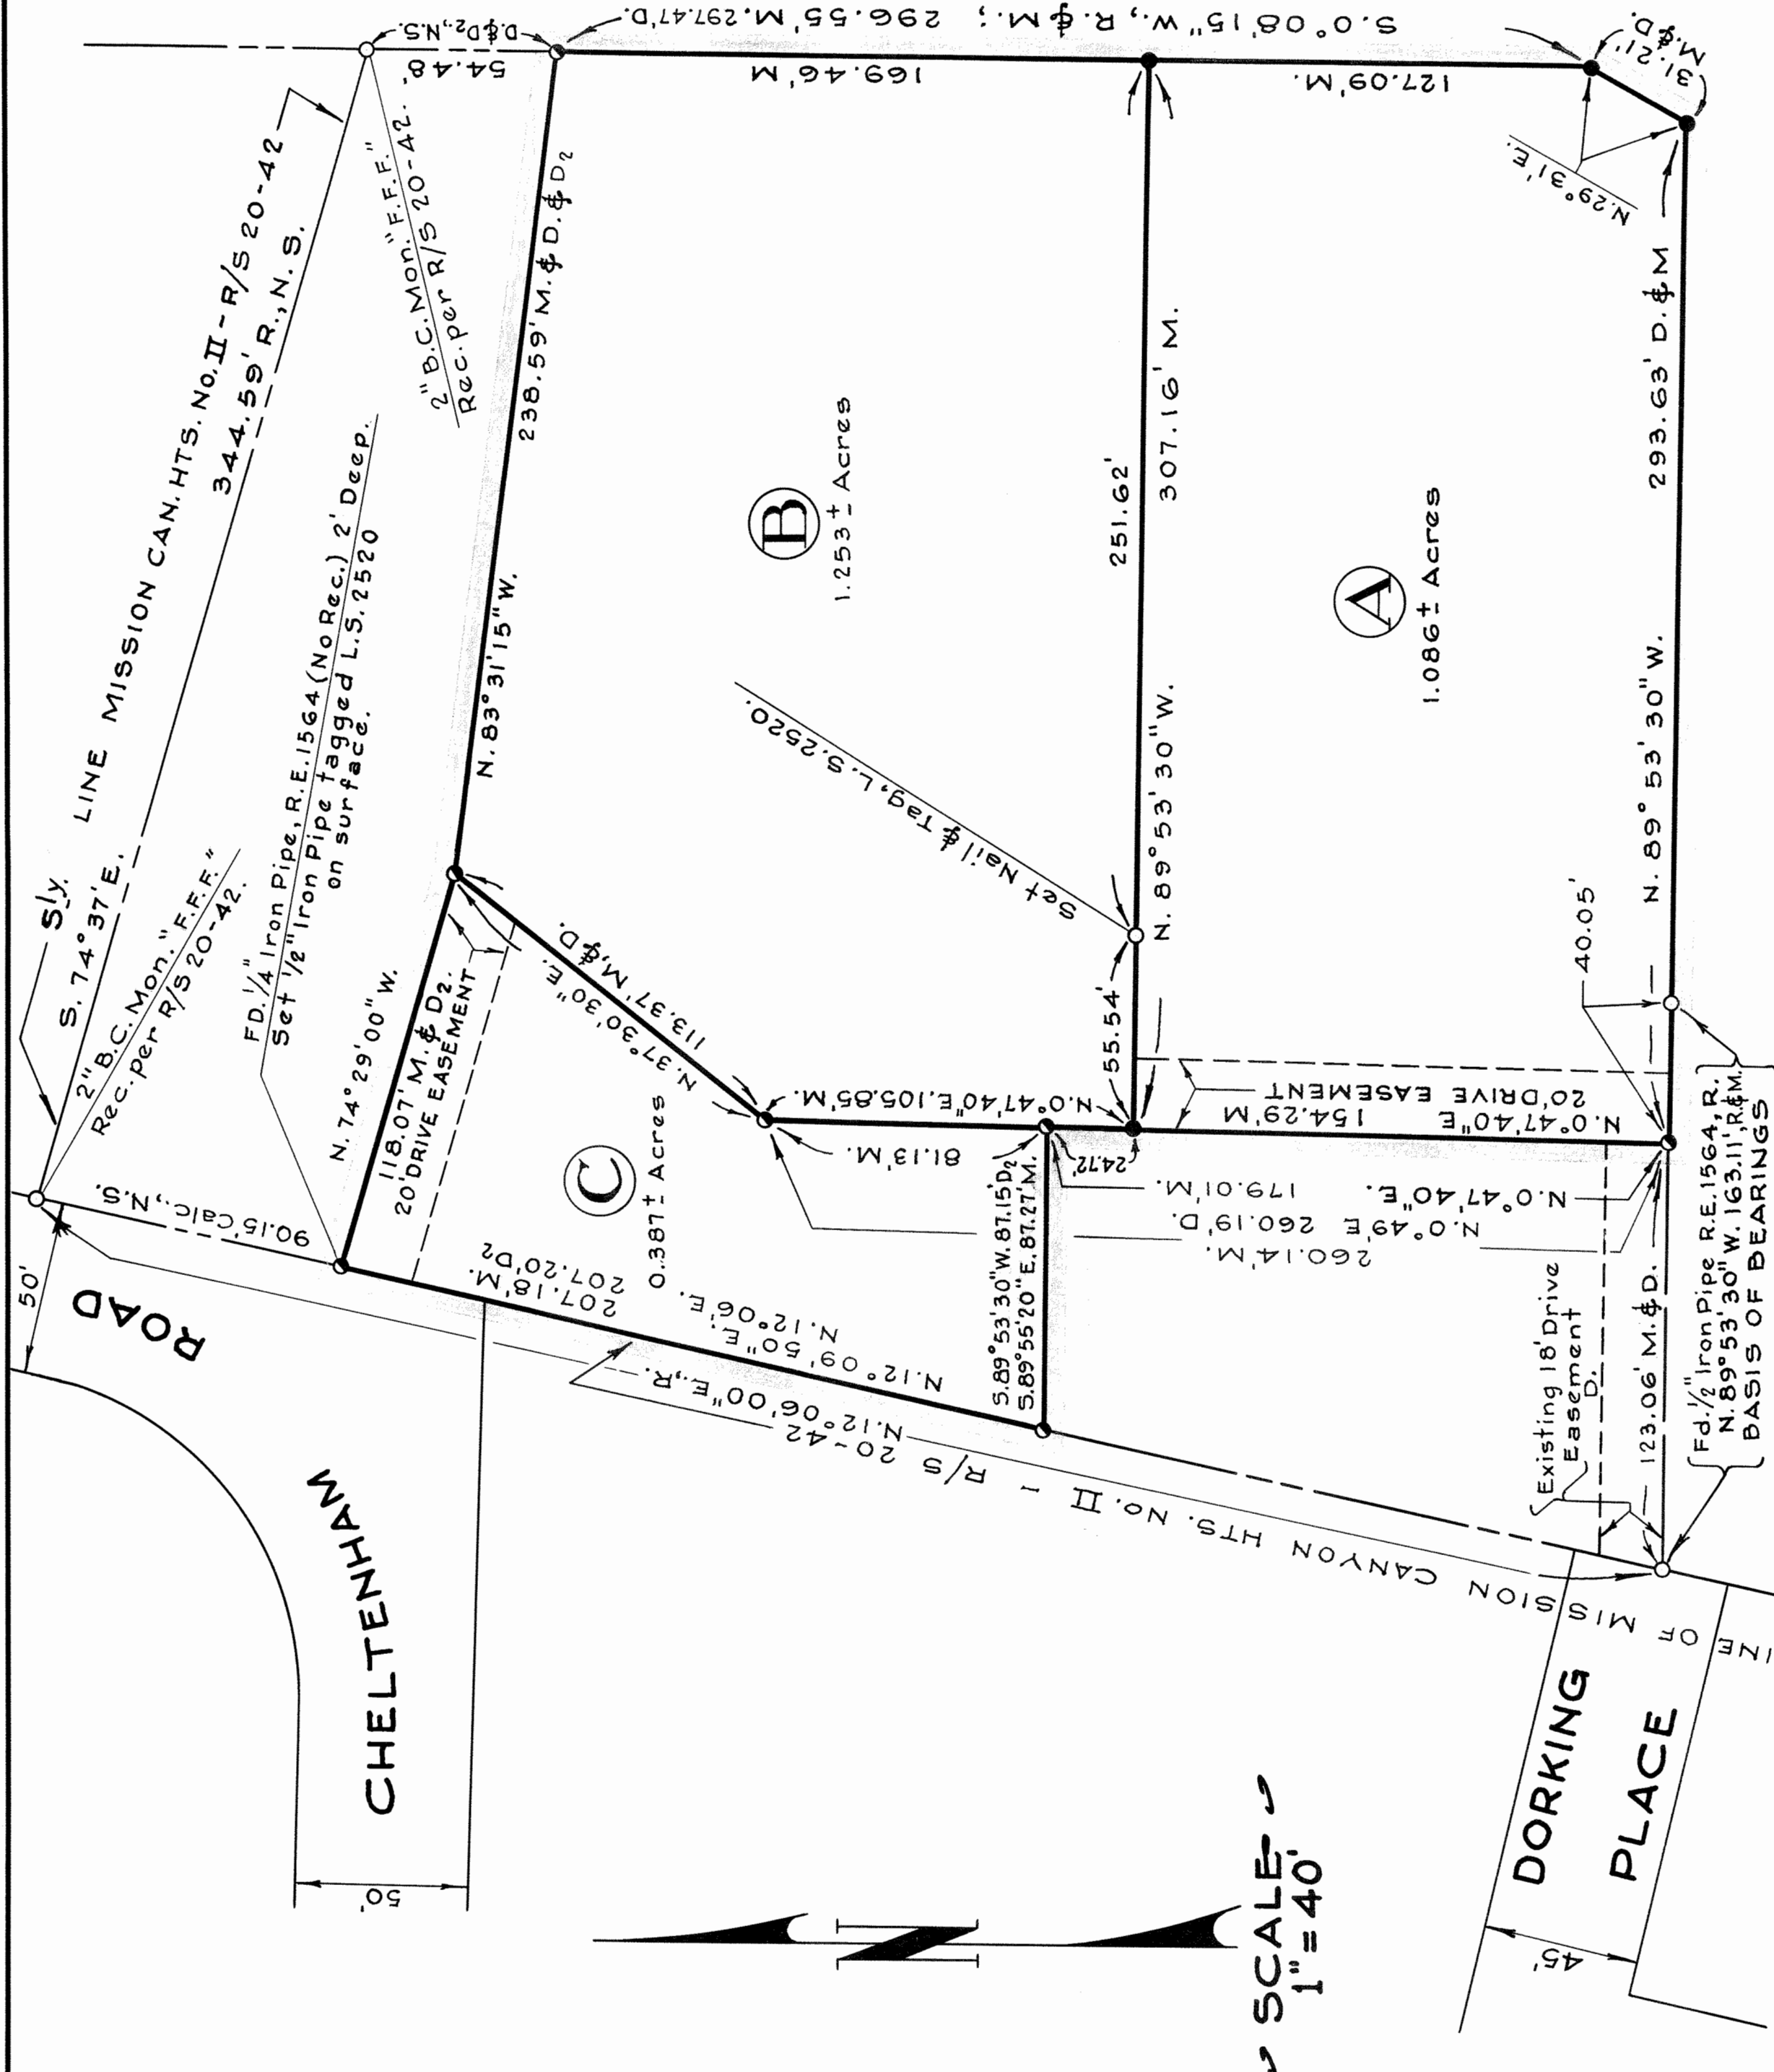 Sly. LINE MISSION CAN. HTS. No. II - R/S 20-42
S. 74° 37' E.
344.59' R., N. S.
2" B.C. Mon. "F.F.F."
Rec. per R/S 20-42.
2" B.C. Mon. "F.F.F."
Rec. per R/S 20-42.
54.48'
D.&D2., N.S.
FD. 1/4" Iron Pipe, R.E. 1564 (No Rec.) 2' Deep.
Set 1/2" Iron Pipe tagged L.S. 2520
on surface.
90.15' Calc., N.S.
50'
ROAD
CHELTENHAM
50'
N. 74° 29' 00" W.
118.07' M. & D2.
20' DRIVE EASEMENT
N. 83° 31' 15" W.
238.59' M. & D. & D2
S. 0° 08' 15" W., R. & M.; 296.55' M. 297.47' D.
169.46' M
127.09' M.
31.21'
M. & D.
N. 29° 31' E.
B
1.253 ± Acres
N. 37° 30' 30" E.
113.37' M. & D.
C
0.387 ± Acres
207.18' M.
207.20' D2
N. 12° 09' 50" E.
N. 12° 06' E.
N. 12° 06' 00" E., R.
N. 0° 47' 40" E. 105.85' M.
81.13' M.
24.72'
S. 89° 53' 30" W. 87.15' D2
S. 89° 55' 20" E. 87.27' M.
Set Nail & Tag, L.S. 2520.
251.62'
55.54'
N. 89° 53' 30" W.
307.16' M.
A
1.086 ± Acres
20' DRIVE EASEMENT
N. 0° 47' 40" E 154.29' M
N. 0° 47' 40" E. 179.01' M.
N. 0° 49' E 260.19' D.
260.14' M.
Existing 18' Drive
Easement
D.
123.06' M. & D.
40.05'
N. 89° 53' 30" W.
293.63' D. & M
Fd. 1/2" Iron Pipe R.E. 1564, R.
N. 89° 53' 30" W. 163.11', R.&M.
BASIS OF BEARINGS
INE OF MISSION CANYON HTS. No. II - R/S 20-42
DORKING
PLACE
45'
N
SCALE
1" = 40'